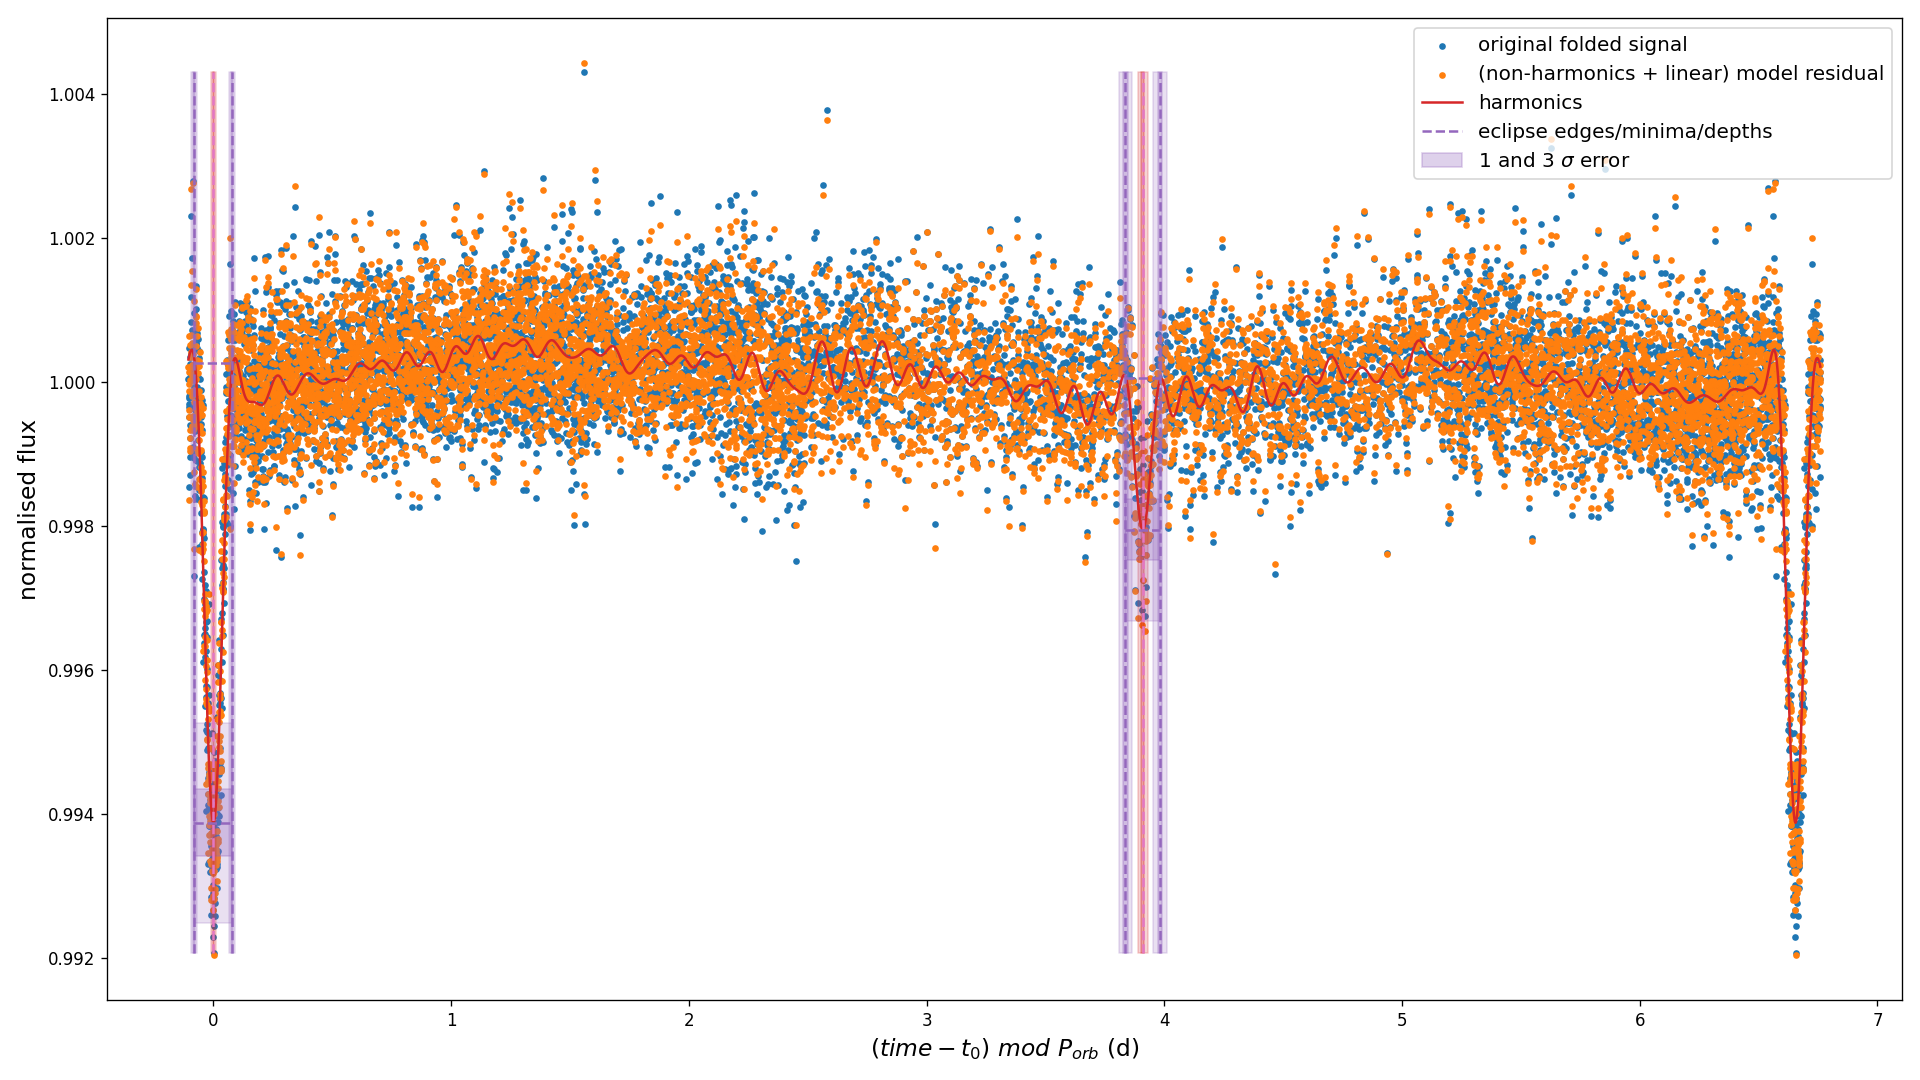 original folded signal
(non-harmonics + linear) model residual
harmonics
eclipse edges/minima/depths
1 and 3 σ error
normalised flux
1.004
1.002
1.000
0.998
0.996
0.994
0.992
0 1 2 3 4 5 6 7
(time − t₀) mod Pₒᵣb (d)